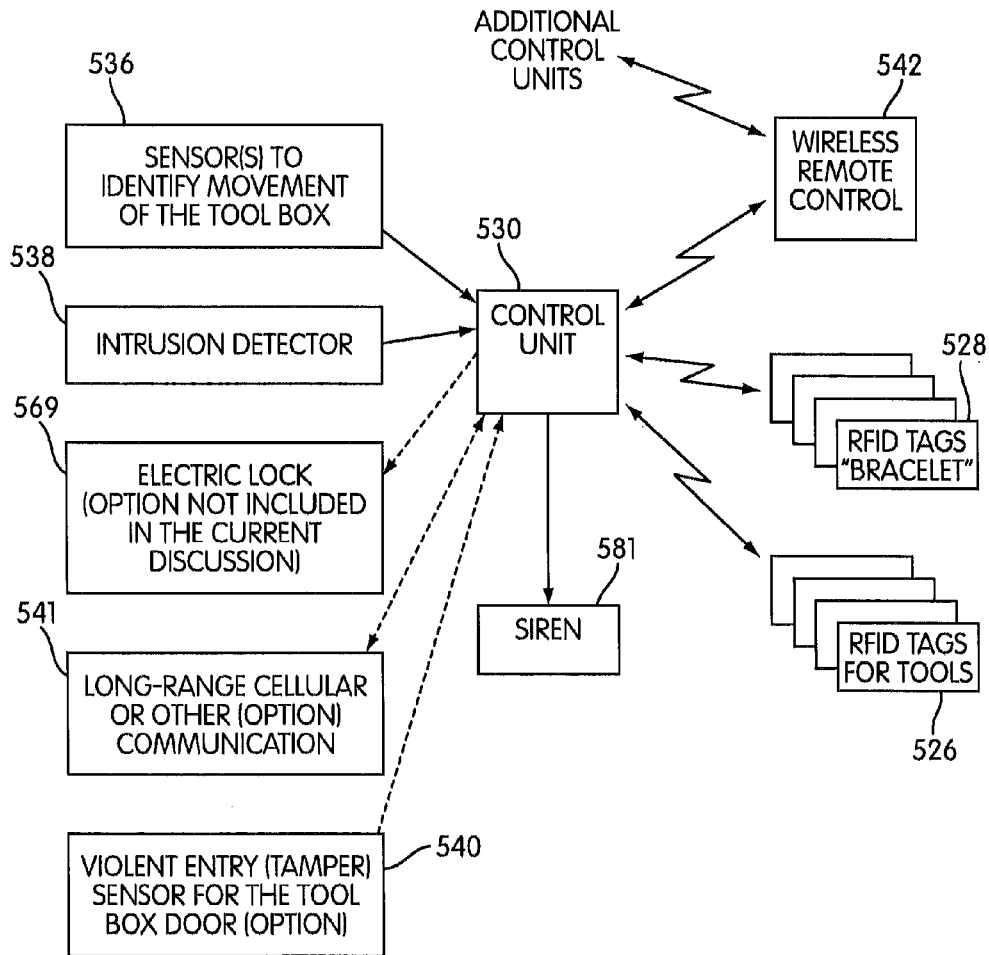 ADDITIONAL
CONTROL
UNITS
536
542
SENSOR(S) TO
IDENTIFY MOVEMENT
OF THE TOOL BOX
WIRELESS
REMOTE
CONTROL
538
530
INTRUSION DETECTOR
CONTROL
UNIT
528
RFID TAGS
"BRACELET"
569
ELECTRIC LOCK
(OPTION NOT INCLUDED
IN THE CURRENT
DISCUSSION)
581
SIREN
541
RFID TAGS
FOR TOOLS
526
LONG-RANGE CELLULAR
OR OTHER (OPTION)
COMMUNICATION
540
VIOLENT ENTRY (TAMPER)
SENSOR FOR THE TOOL
BOX DOOR (OPTION)